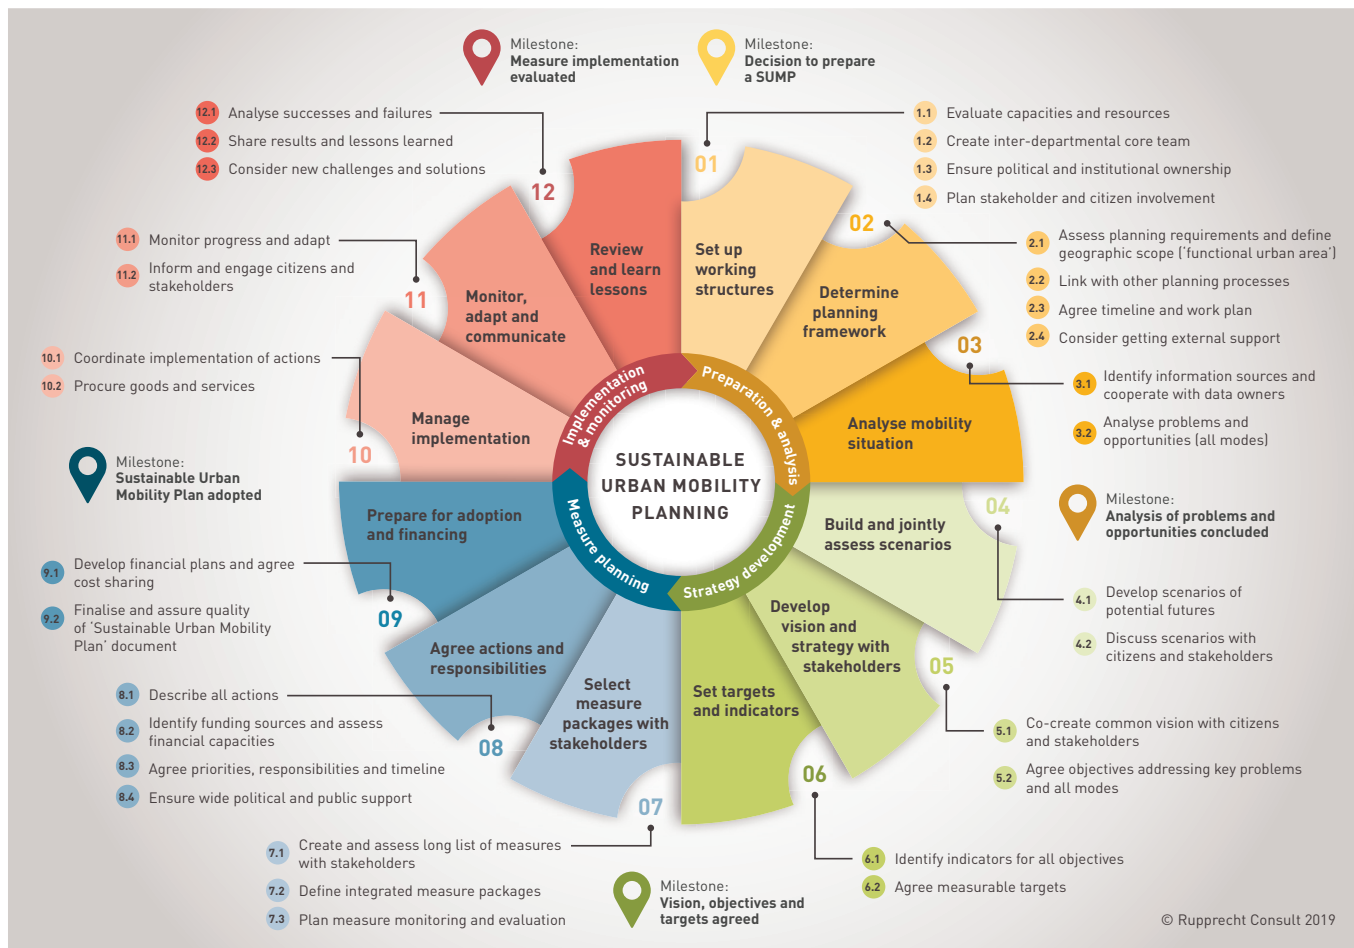 Milestone:
Measure implementation
evaluated
Milestone:
Decision to prepare
a SUMP
12.1 Analyse successes and failures
12.2 Share results and lessons learned
12.3 Consider new challenges and solutions
1.1 Evaluate capacities and resources
1.2 Create inter-departmental core team
1.3 Ensure political and institutional ownership
1.4 Plan stakeholder and citizen involvement
11.1 Monitor progress and adapt
11.2 Inform and engage citizens and
stakeholders
2.1 Assess planning requirements and define
geographic scope (‘functional urban area’)
2.2 Link with other planning processes
2.3 Agree timeline and work plan
2.4 Consider getting external support
10.1 Coordinate implementation of actions
10.2 Procure goods and services
3.1 Identify information sources and
cooperate with data owners
3.2 Analyse problems and
opportunities (all modes)
Milestone:
Sustainable Urban
Mobility Plan adopted
Milestone:
Analysis of problems and
opportunities concluded
01
Set up
working
structures
02
Determine
planning
framework
03
Analyse mobility
situation
04
Build and jointly
assess scenarios
05
Develop
vision and
strategy with
stakeholders
06
Set targets
and indicators
07
Select
measure
packages with
stakeholders
08
Agree actions and
responsibilities
09
Prepare for adoption
and financing
10
Manage
implementation
11
Monitor,
adapt and
communicate
12
Review
and learn
lessons
Preparation & analysis
Strategy development
Measure planning
Implementation
& monitoring
SUSTAINABLE
URBAN MOBILITY
PLANNING
9.1 Develop financial plans and agree
cost sharing
9.2 Finalise and assure quality
of ‘Sustainable Urban Mobility
Plan’ document
4.1 Develop scenarios of
potential futures
4.2 Discuss scenarios with
citizens and stakeholders
8.1 Describe all actions
8.2 Identify funding sources and assess
financial capacities
8.3 Agree priorities, responsibilities and timeline
8.4 Ensure wide political and public support
5.1 Co-create common vision with citizens
and stakeholders
5.2 Agree objectives addressing key problems
and all modes
7.1 Create and assess long list of measures
with stakeholders
7.2 Define integrated measure packages
7.3 Plan measure monitoring and evaluation
6.1 Identify indicators for all objectives
6.2 Agree measurable targets
Milestone:
Vision, objectives and
targets agreed
© Rupprecht Consult 2019